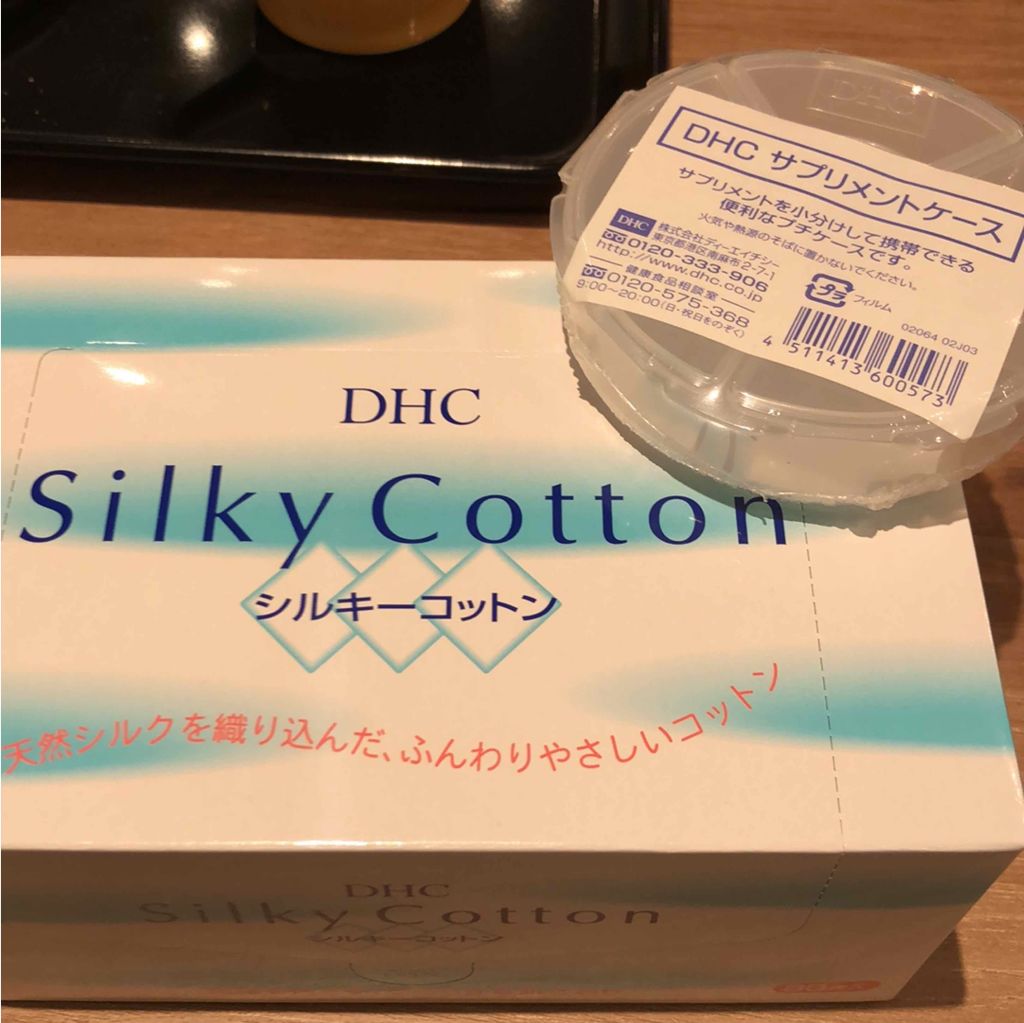 DHC
DHC サプリメントケース
サプリメントを小分けして携帯できる
便利なプチケースです。
火気や熱源のそばに置かないでください。
DHC 株式会社ディーエイチシー
東京都港区南麻布2-7-1
0120-333-906
http://www.dhc.co.jp
健康食品相談室
0120-575-368
9:00〜20:00(日・祝日をのぞく)
プラ フィルム
02064 02J03
4 511413 600573
DHC
Silky Cotton
シルキーコットン
天然シルクを織り込んだ、ふんわりやさしいコットン
DHC
Silky Cotton
シルキーコットン